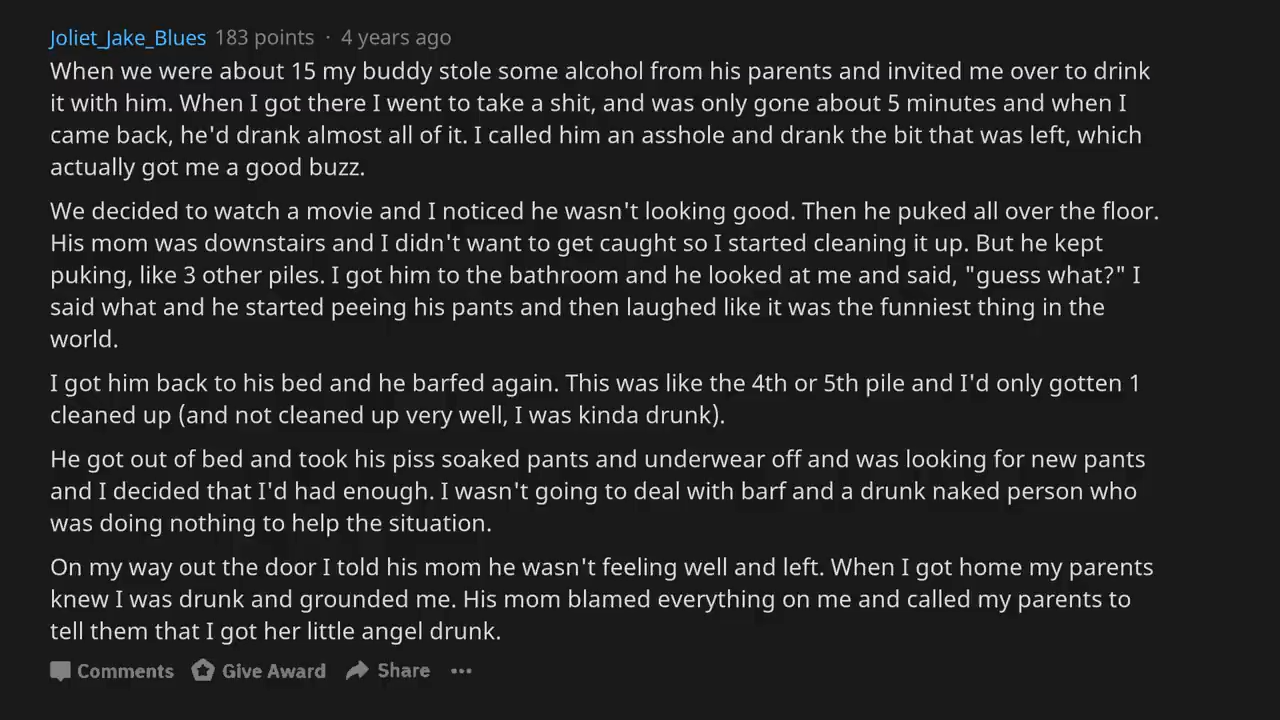 Joliet_Jake_Blues 183 points · 4 years ago
When we were about 15 my buddy stole some alcohol from his parents and invited me over to drink
it with him. When I got there I went to take a shit, and was only gone about 5 minutes and when I
came back, he'd drank almost all of it. I called him an asshole and drank the bit that was left, which
actually got me a good buzz.
We decided to watch a movie and I noticed he wasn't looking good. Then he puked all over the floor.
His mom was downstairs and I didn't want to get caught so I started cleaning it up. But he kept
puking, like 3 other piles. I got him to the bathroom and he looked at me and said, "guess what?" I
said what and he started peeing his pants and then laughed like it was the funniest thing in the
world.
I got him back to his bed and he barfed again. This was like the 4th or 5th pile and I'd only gotten 1
cleaned up (and not cleaned up very well, I was kinda drunk).
He got out of bed and took his piss soaked pants and underwear off and was looking for new pants
and I decided that I'd had enough. I wasn't going to deal with barf and a drunk naked person who
was doing nothing to help the situation.
On my way out the door I told his mom he wasn't feeling well and left. When I got home my parents
knew I was drunk and grounded me. His mom blamed everything on me and called my parents to
tell them that I got her little angel drunk.
Comments Give Award Share ···